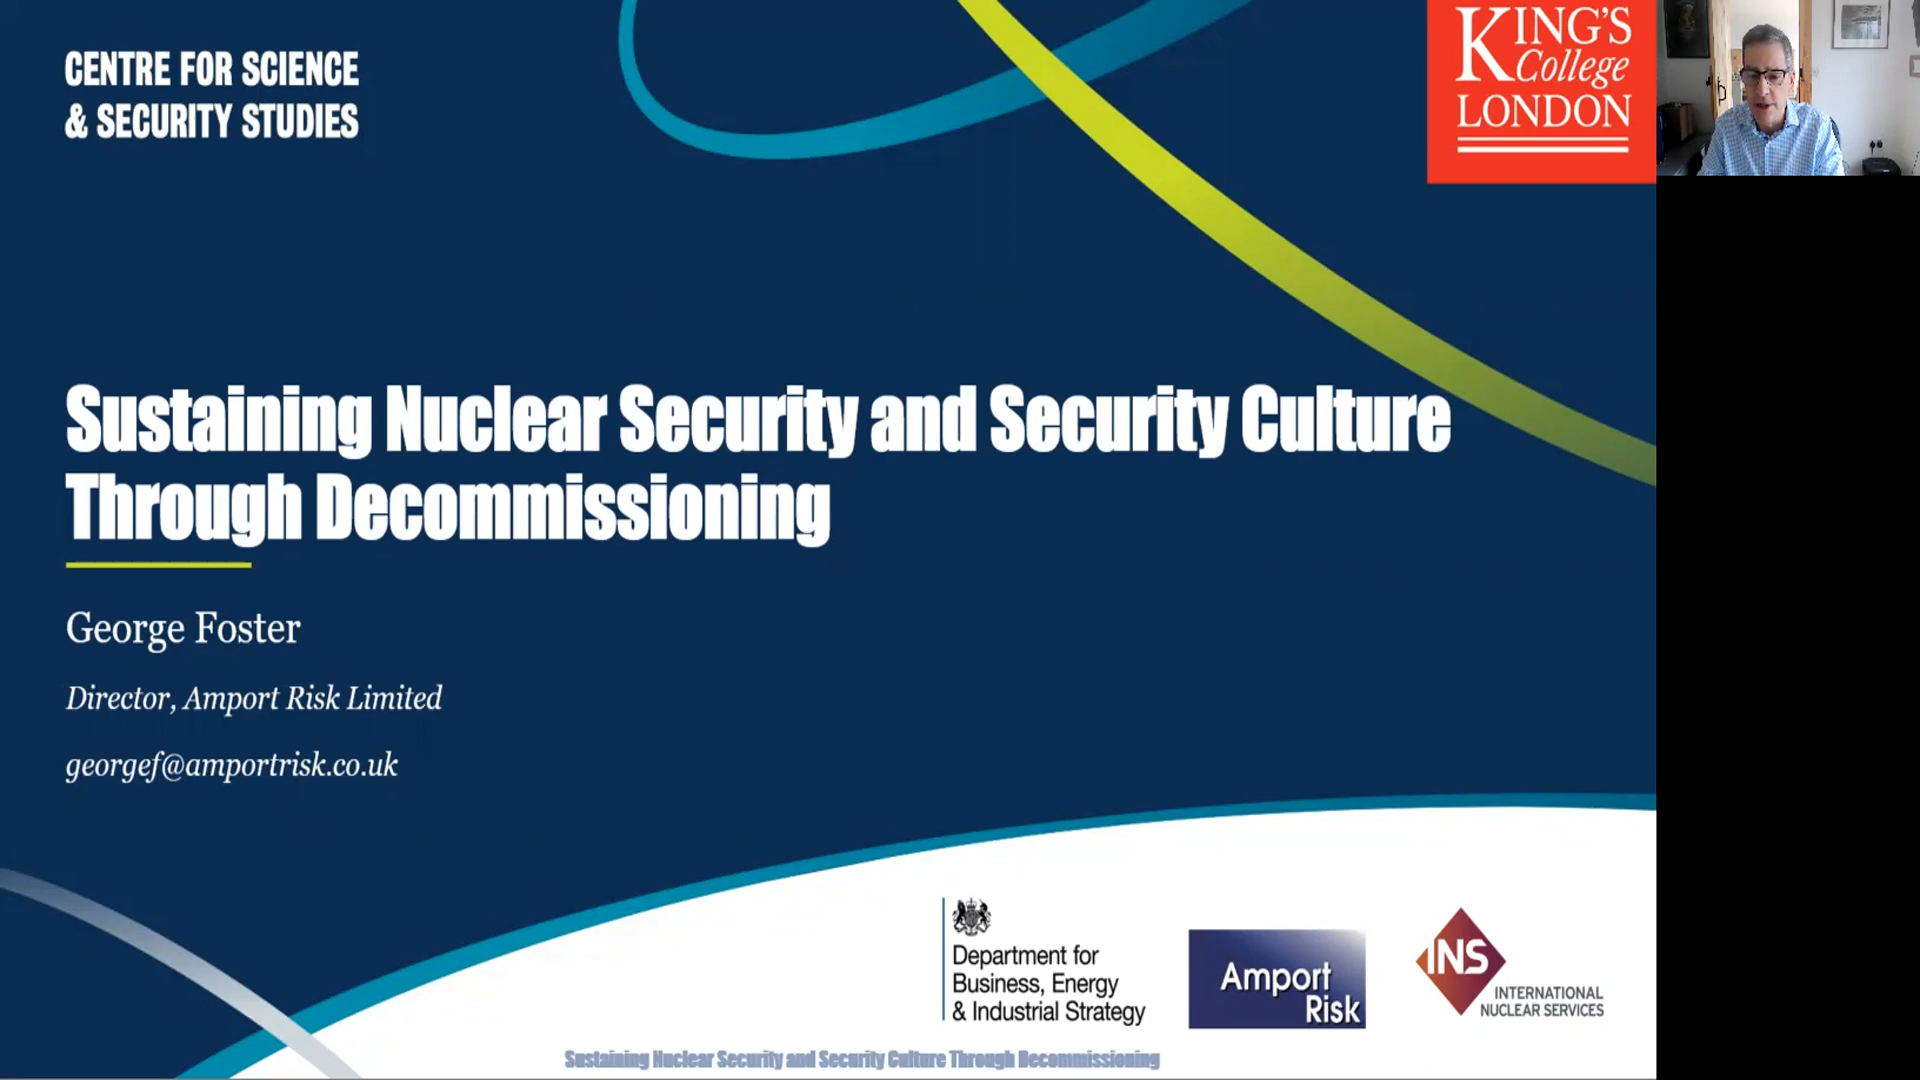 CENTRE FOR SCIENCE
& SECURITY STUDIES
KING'S
College
LONDON
Sustaining Nuclear Security and Security Culture
Through Decommissioning
George Foster
Director, Amport Risk Limited
georgef@amportrisk.co.uk
Department for
Business, Energy
& Industrial Strategy
Amport
Risk
INS
INTERNATIONAL
NUCLEAR SERVICES
Sustaining Nuclear Security and Security Culture Through Decommissioning